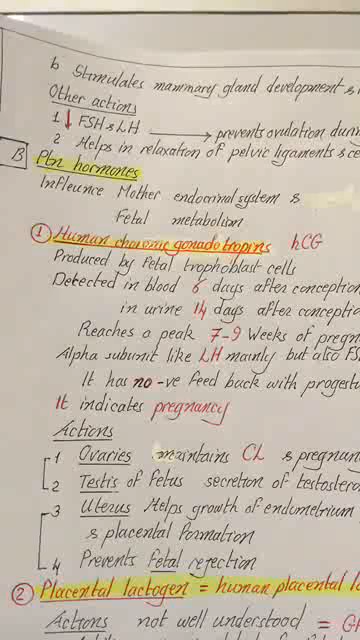 b Stimulates mammary gland development &
Other actions
1 ↓ FSH & LH → prevents ovulation
2 Helps in relaxation of pelvic ligaments &
B Ptn hormones
Infleunce Mother endocrinal system &
Fetal metabolism
① Human chorionic gonadotropins hCG
Produced by fetal trophoblast cells
Detected in blood 6 days after conception
in urine 14 days after
Reaches a peak 7-9 Weeks of
Alpha subunit like LH mainly but also
It has no -ve feed back with
It indicates pregnancy
Actions
1 Ovaries maintains CL &
2 Testis of fetus secretion of
3 Uterus Helps growth of endometrium
& placental formation
4 Prevents fetal rejection
② Placental lactogen = human placental
Actions not well understood =